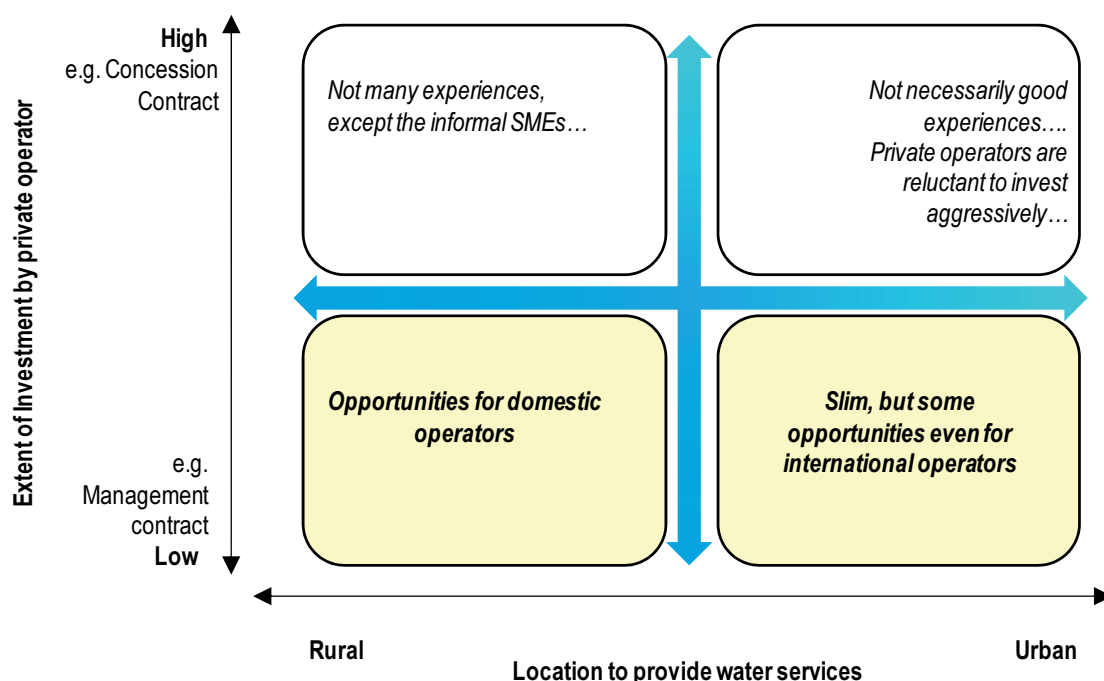 High
e.g. Concession
Contract
Extent of Investment by private operator
e.g.
Management
contract
Low
Not many experiences,
except the informal SMEs…
Not necessarily good
experiences….
Private operators are
reluctant to invest
aggressively…
Opportunities for domestic
operators
Slim, but some
opportunities even for
international operators
Rural
Urban
Location to provide water services